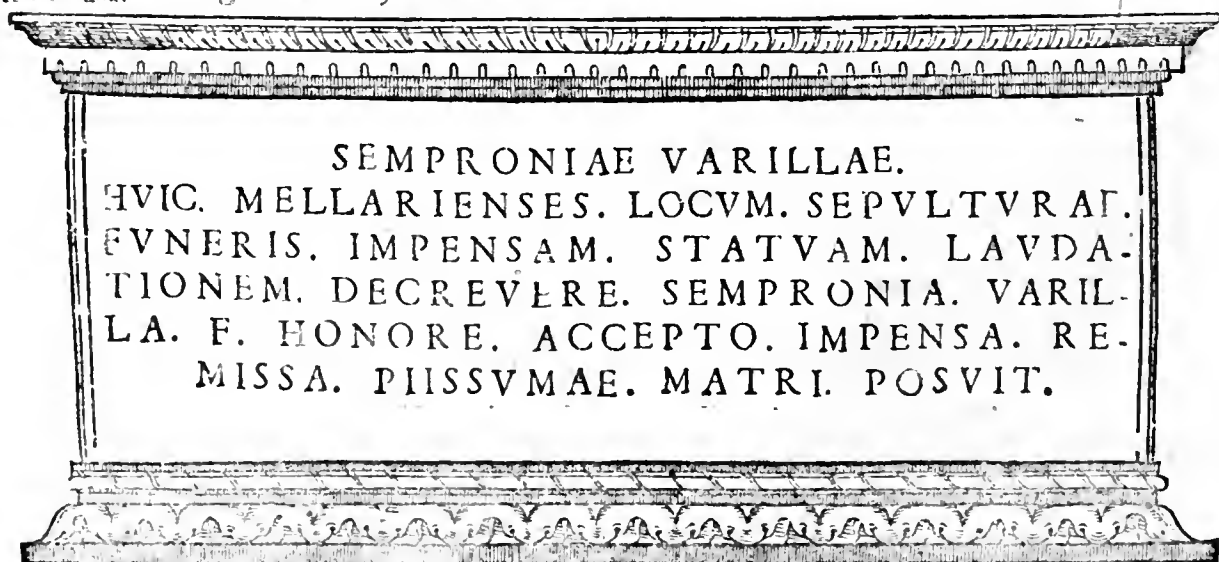 SEMPRONIAE VARILLAE.
HVIC. MELLARIENSES. LOCVM. SEPVLTVRAE.
FVNERIS. IMPENSAM. STATVAM. LAVDA-
TIONEM. DECREVERE. SEMPRONIA. VARIL-
LA. F. HONORE. ACCEPTO. IMPENSA. RE-
MISSA. PIISSVMAE. MATRI. POSVIT.